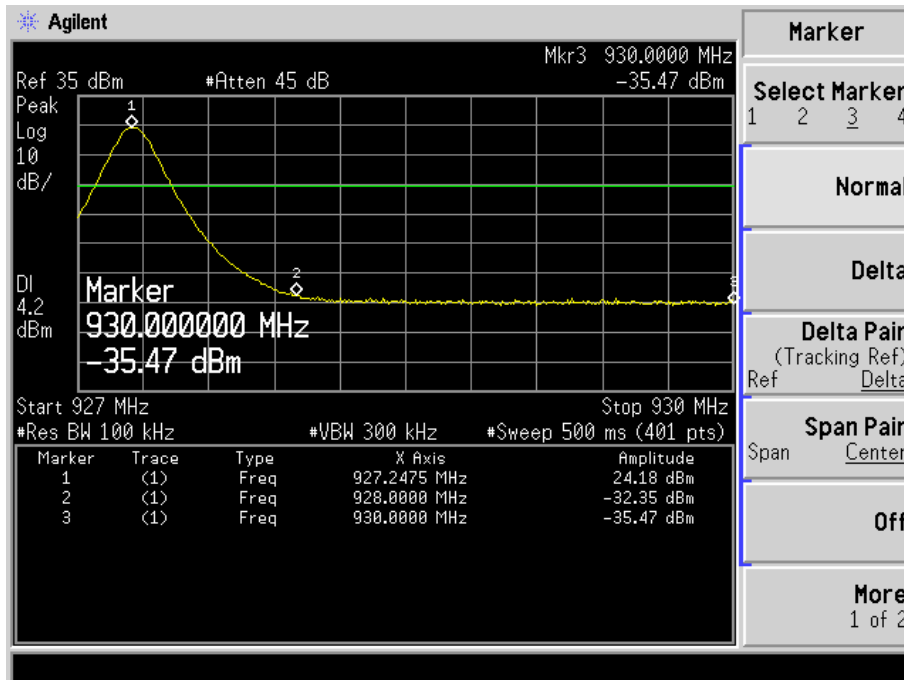 Agilent
Marker
Mkr3 930.0000 MHz
Ref 35 dBm #Atten 45 dB -35.47 dBm
Peak
Log
10
dB/
1
2
3
DI
4.2
dBm
Marker
930.000000 MHz
-35.47 dBm
Start 927 MHz Stop 930 MHz
#Res BW 100 kHz #VBW 300 kHz #Sweep 500 ms (401 pts)
Marker Trace Type X Axis Amplitude
1 (1) Freq 927.2475 MHz 24.18 dBm
2 (1) Freq 928.0000 MHz -32.35 dBm
3 (1) Freq 930.0000 MHz -35.47 dBm
Select Marker
1 2 3 4
Normal
Delta
Delta Pair
(Tracking Ref)
Ref Delta
Span Pair
Span Center
Off
More
1 of 2